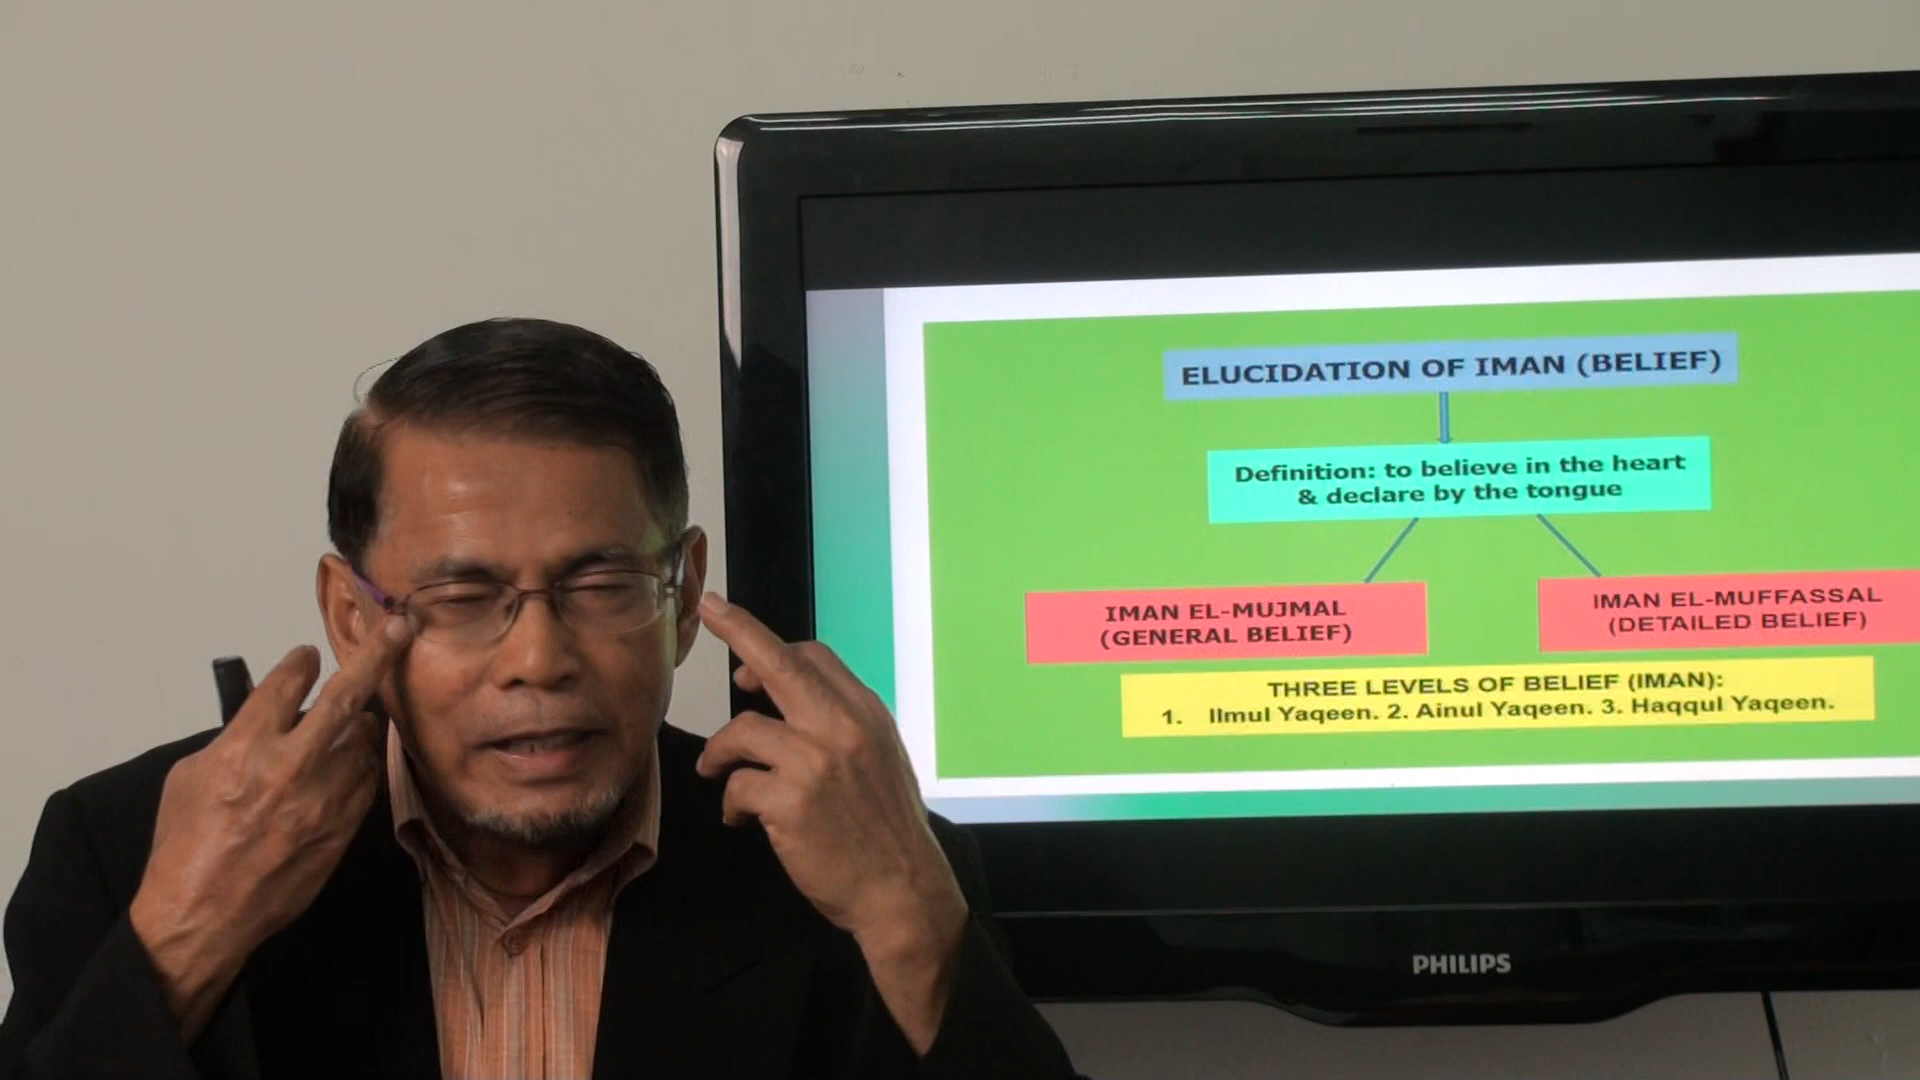 ELUCIDATION OF IMAN (BELIEF)
Definition: to believe in the heart
& declare by the tongue
IMAN EL-MUJMAL
(GENERAL BELIEF)
IMAN EL-MUFFASSAL
(DETAILED BELIEF)
THREE LEVELS OF BELIEF (IMAN):
1. Ilmul Yaqeen. 2. Ainul Yaqeen. 3. Haqqul Yaqeen.
PHILIPS